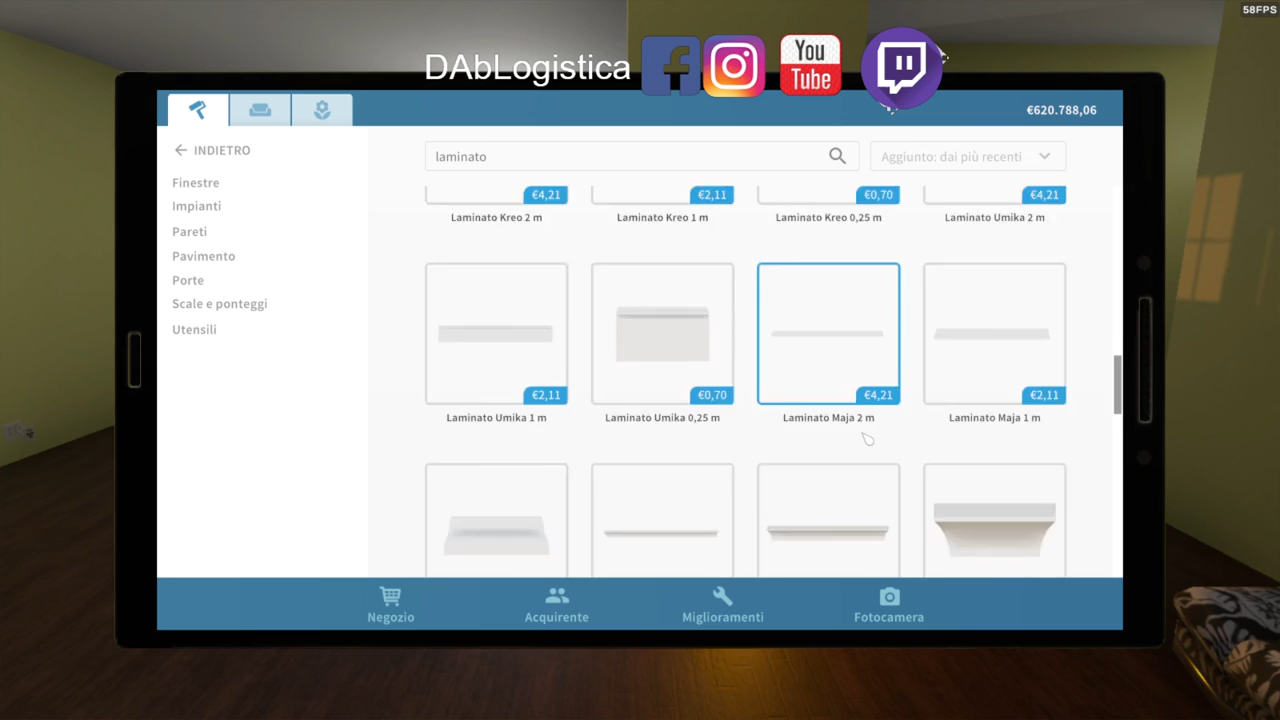 58FPS
DAbLogistica
You
Tube
€620.788,06
INDIETRO
Finestre
Impianti
Pareti
Pavimento
Porte
Scale e ponteggi
Utensili
laminato
Aggiunto: dai più recenti
€4,21
€2,11
€0,70
€4,21
Laminato Kreo 2 m
Laminato Kreo 1 m
Laminato Kreo 0,25 m
Laminato Umika 2 m
€2,11
€0,70
€4,21
€2,11
Laminato Umika 1 m
Laminato Umika 0,25 m
Laminato Maja 2 m
Laminato Maja 1 m
Negozio
Acquirente
Miglioramenti
Fotocamera